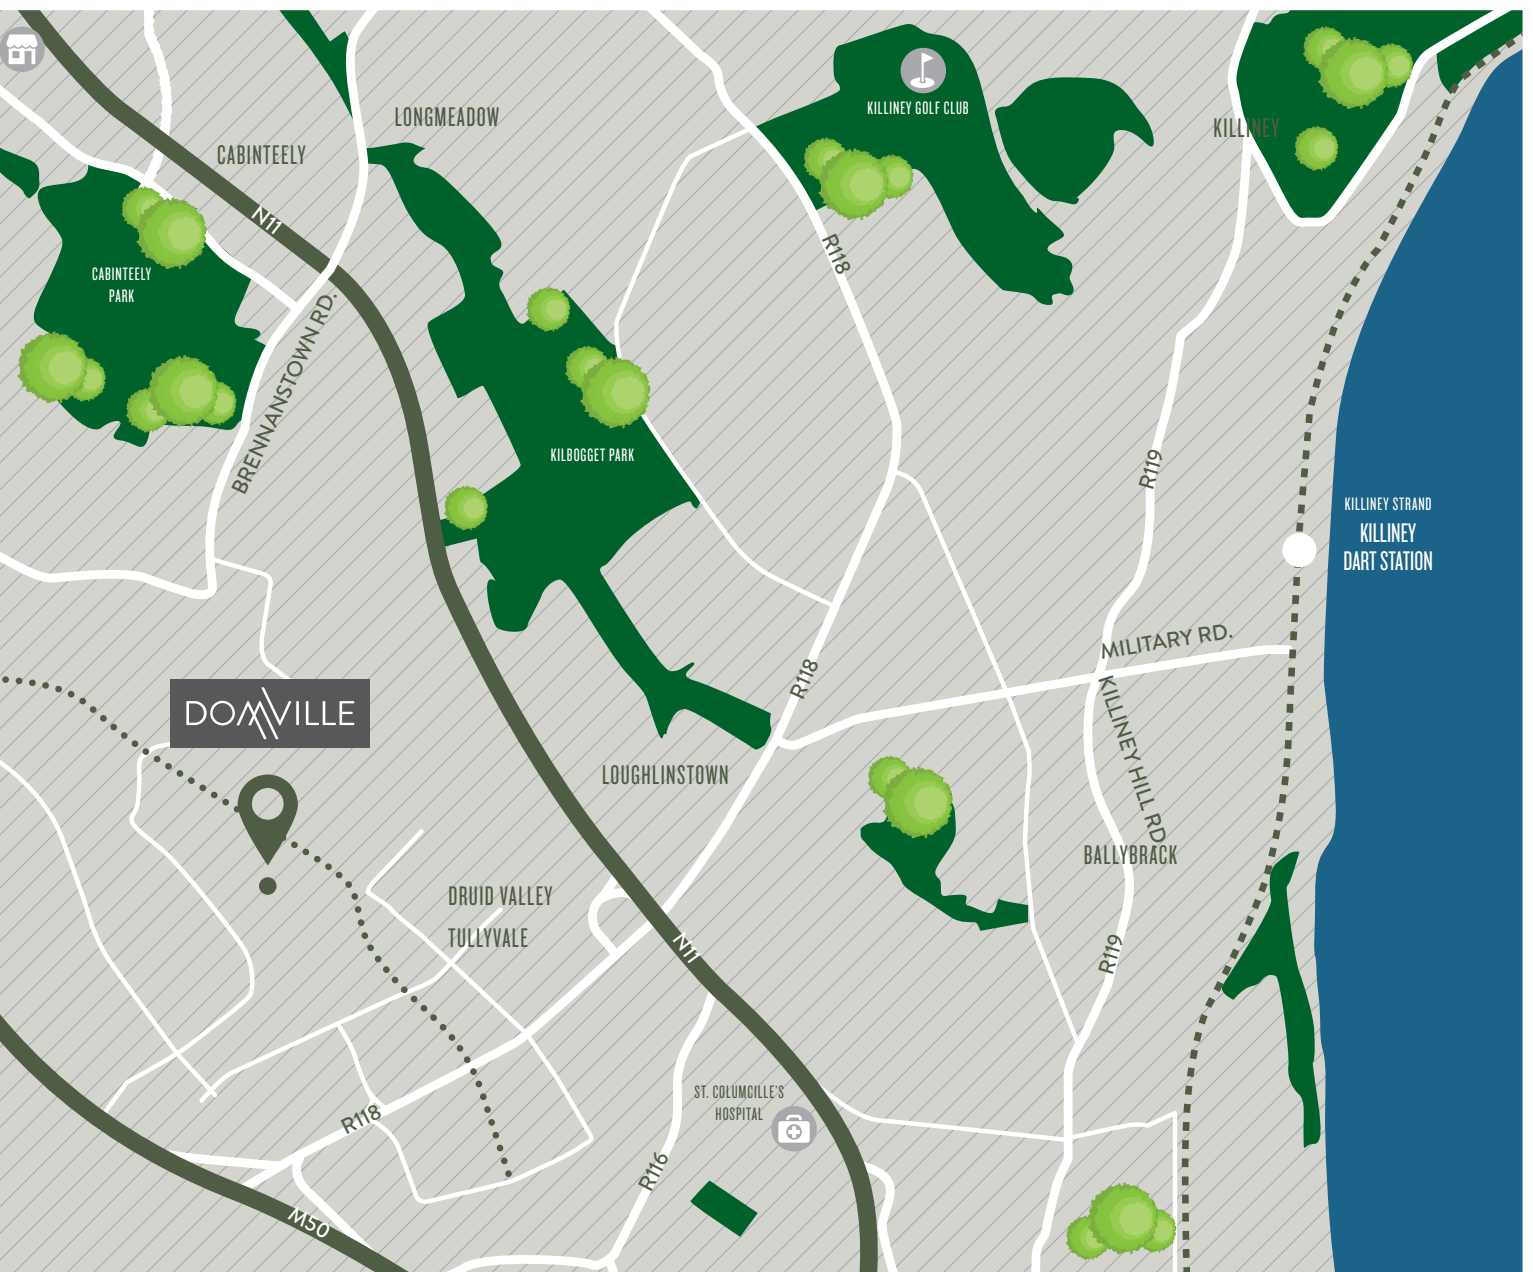 LONGMEADOW
CABINTEELY
N11
CABINTEELY
PARK
BRENNANSTOWN RD.
KILLINEY GOLF CLUB
KILLINEY
R118
KILBOGGET PARK
R119
KILLINEY STRAND
KILLINEY
DART STATION
MILITARY RD.
R118
KILLINEY HILL RD.
DOMVILLE
LOUGHLINSTOWN
BALLYBRACK
DRUID VALLEY
TULLYVALE
N11
R119
ST. COLUMCILLE'S
HOSPITAL
R118
R116
M50